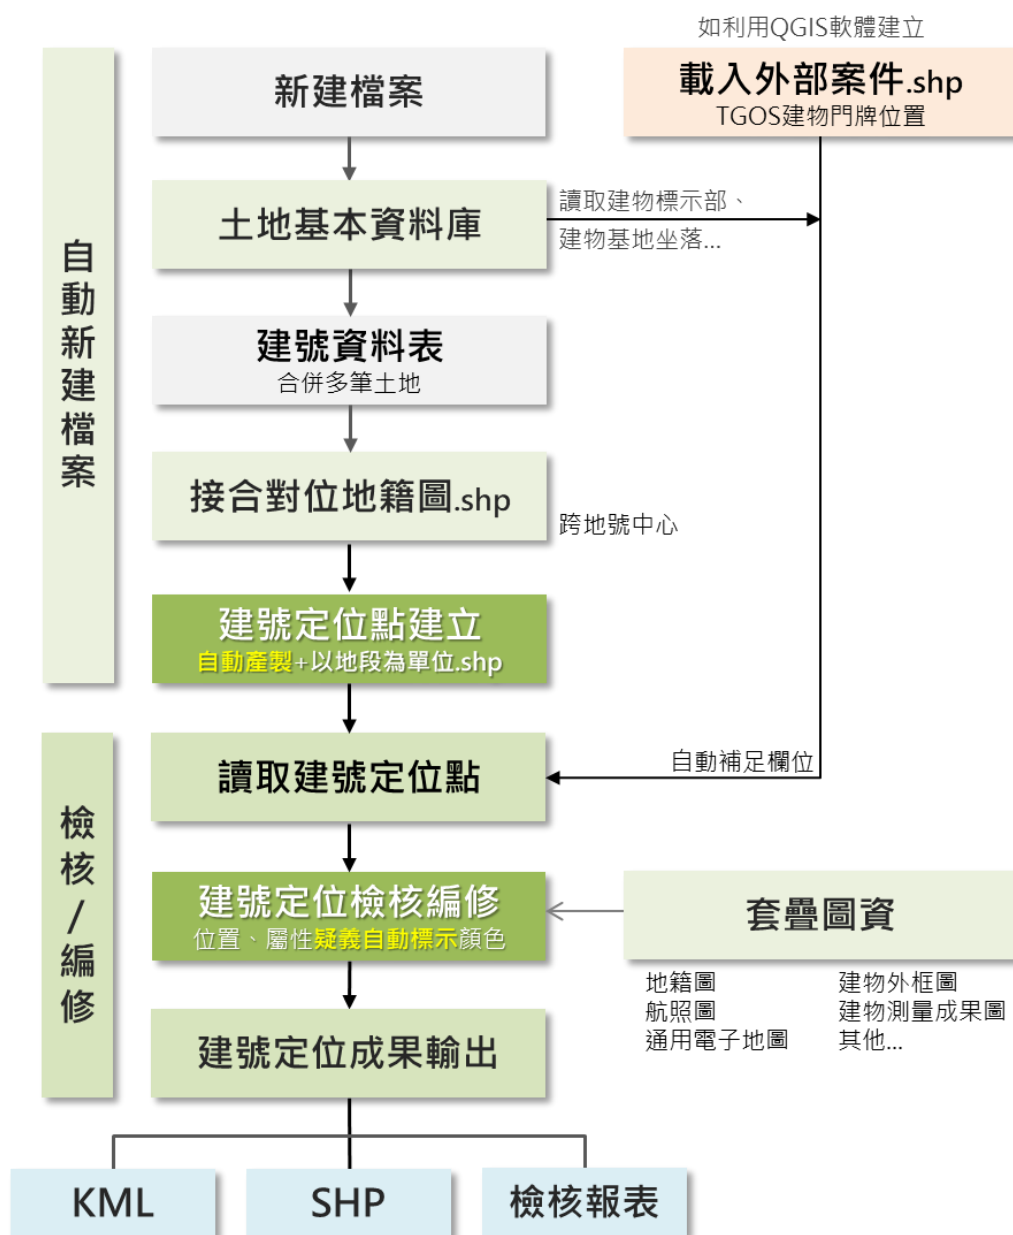 如利用QGIS軟體建立
載入外部案件.shp
TGOS建物門牌位置
自動新建檔案
新建檔案
土地基本資料庫
讀取建物標示部、
建物基地坐落...
建號資料表
合併多筆土地
接合對位地籍圖.shp
跨地號中心
建號定位點建立
自動產製+以地段為單位.shp
檢核/編修
讀取建號定位點
自動補足欄位
建號定位檢核編修
位置、屬性疑義自動標示顏色
套疊圖資
地籍圖
航照圖
通用電子地圖
建物外框圖
建物測量成果圖
其他...
建號定位成果輸出
KML
SHP
檢核報表